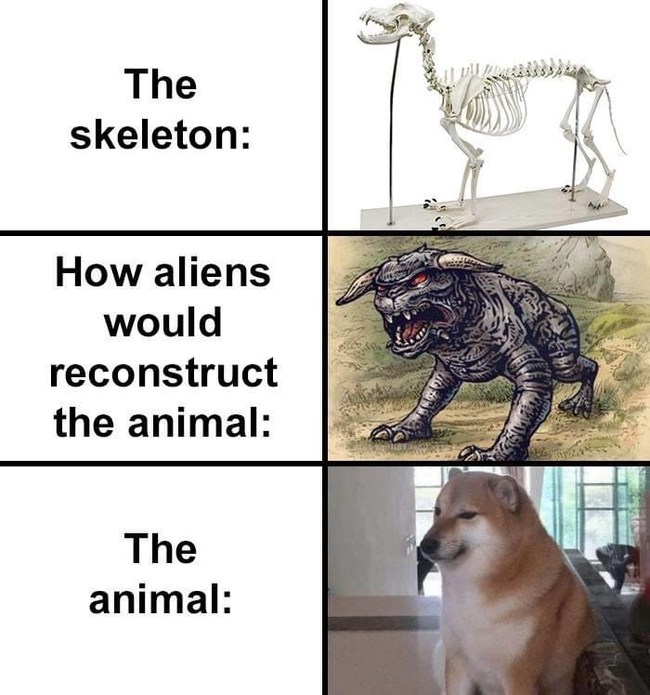 The
skeleton:
How aliens
would
reconstruct
the animal:
The
animal: